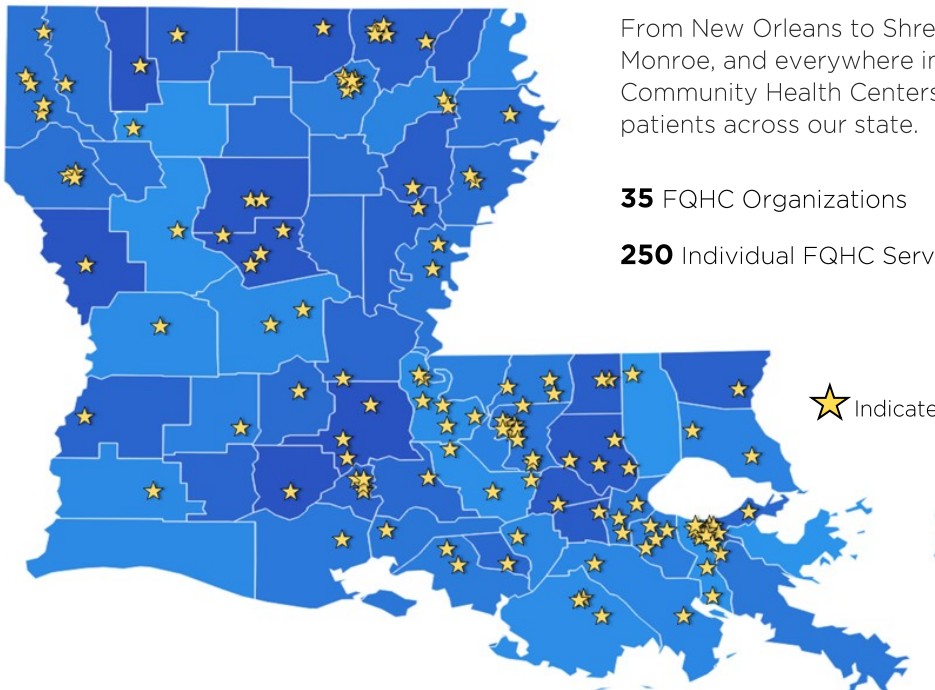 From New Orleans to Shre
Monroe, and everywhere in
Community Health Centers
patients across our state.
35 FQHC Organizations
250 Individual FQHC Serv
Indicate